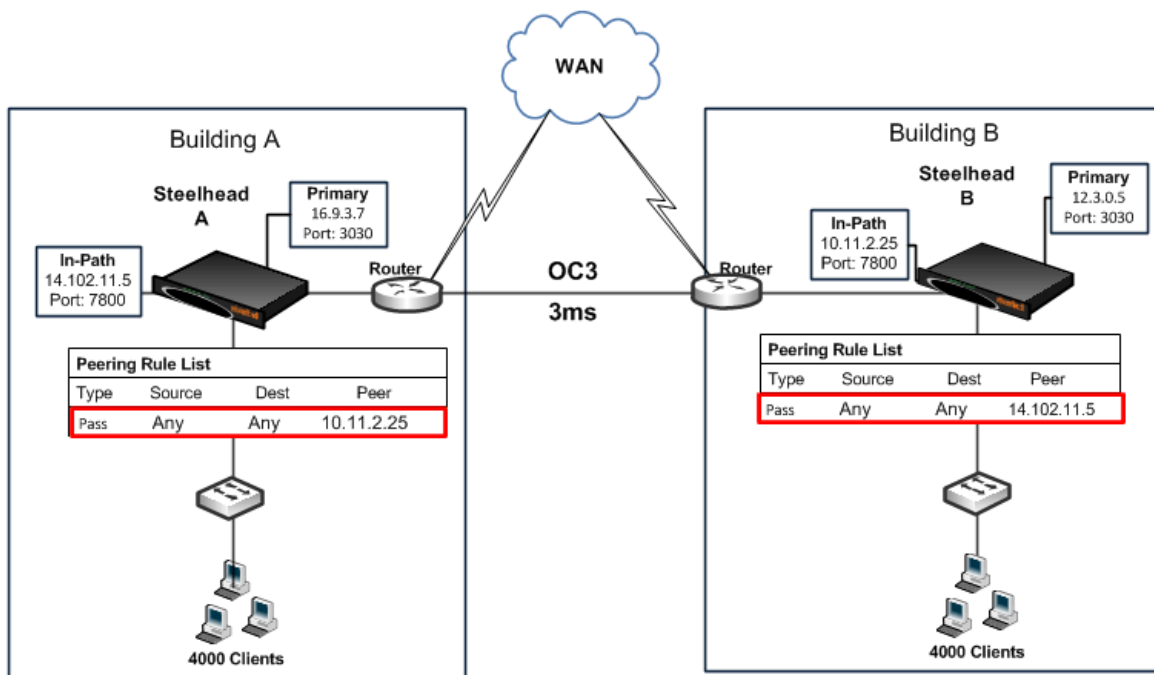 WAN
Building A
Steelhead
A
Primary
16.9.3.7
Port: 3030
In-Path
14.102.11.5
Port: 7800
Router
Peering Rule List
Type Source Dest Peer
Pass Any Any 10.11.2.25
4000 Clients
OC3
3ms
Building B
Steelhead
B
Primary
12.3.0.5
Port: 3030
In-Path
10.11.2.25
Port: 7800
Router
Peering Rule List
Type Source Dest Peer
Pass Any Any 14.102.11.5
4000 Clients